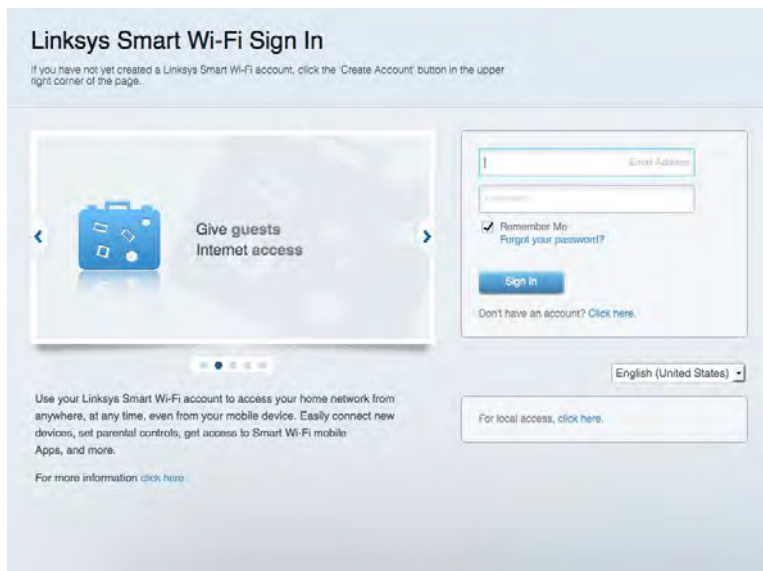 Linksys Smart Wi-Fi Sign In
If you have not yet created a Linksys Smart Wi-Fi account, click the 'Create Account' button in the upper
right corner of the page.
Give guests
Internet access
Email Address
Remember Me
Forgot your password?
Sign In
Don't have an account? Click here.
English (United States)
Use your Linksys Smart Wi-Fi account to access your home network from
anywhere, at any time, even from your mobile device. Easily connect new
devices, set parental controls, get access to Smart Wi-Fi mobile
Apps, and more.
For more information click here
For local access, click here.